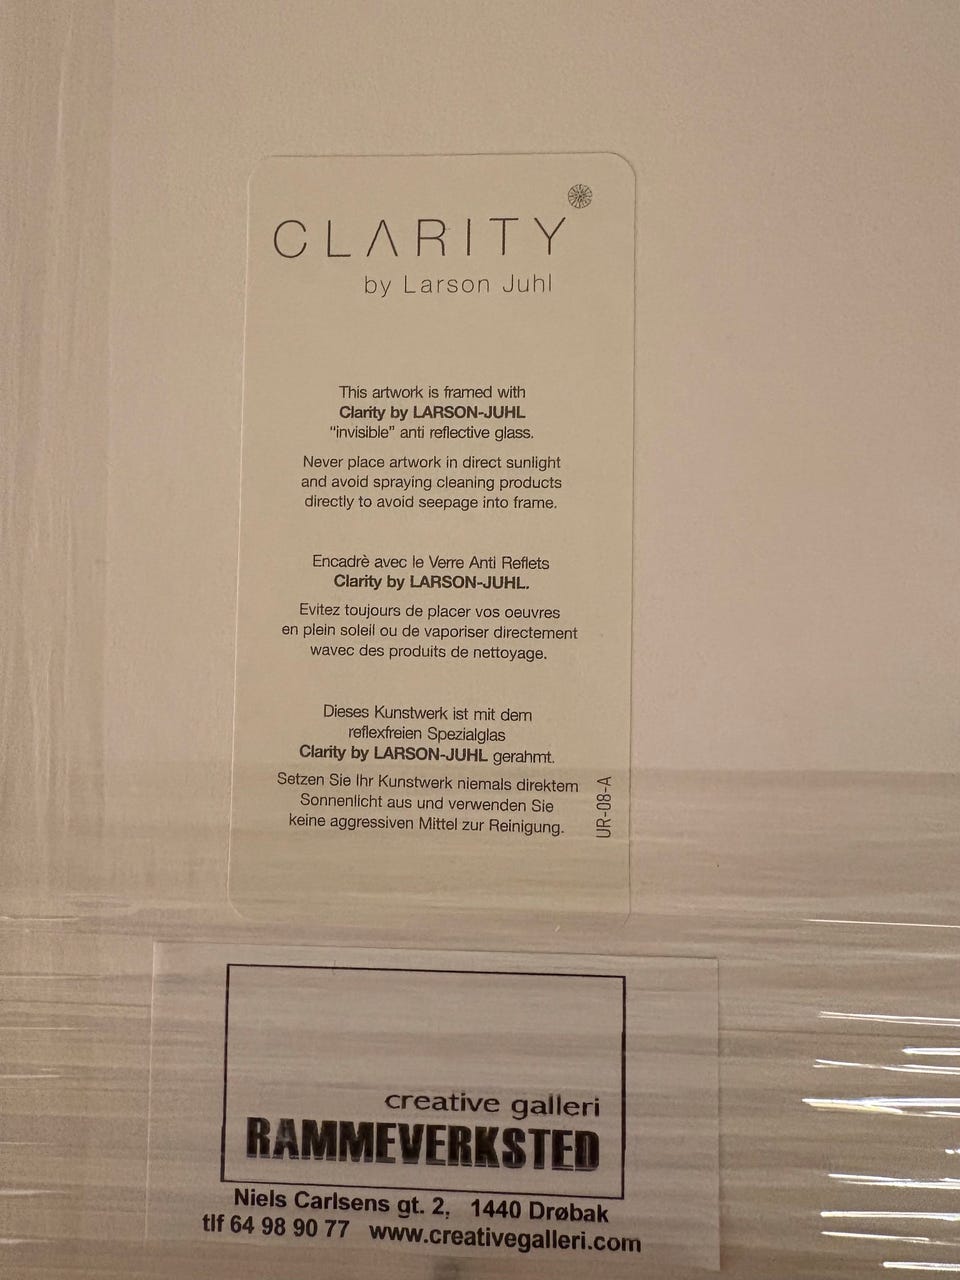 CLARITY
by Larson Juhl
This artwork is framed with
Clarity by LARSON-JUHL
“invisible” anti reflective glass.
Never place artwork in direct sunlight
and avoid spraying cleaning products
directly to avoid seepage into frame.
Encadrè avec le Verre Anti Reflets
Clarity by LARSON-JUHL.
Evitez toujours de placer vos oeuvres
en plein soleil ou de vaporiser directement
wavec des produits de nettoyage.
Dieses Kunstwerk ist mit dem
reflexfreien Spezialglas
Clarity by LARSON-JUHL gerahmt.
Setzen Sie Ihr Kunstwerk niemals direktem
Sonnenlicht aus und verwenden Sie
keine aggressiven Mittel zur Reinigung.
UR-08-A
creative galleri
RAMMEVERKSTED
Niels Carlsens gt. 2, 1440 Drøbak
tlf 64 98 90 77 www.creativegalleri.com